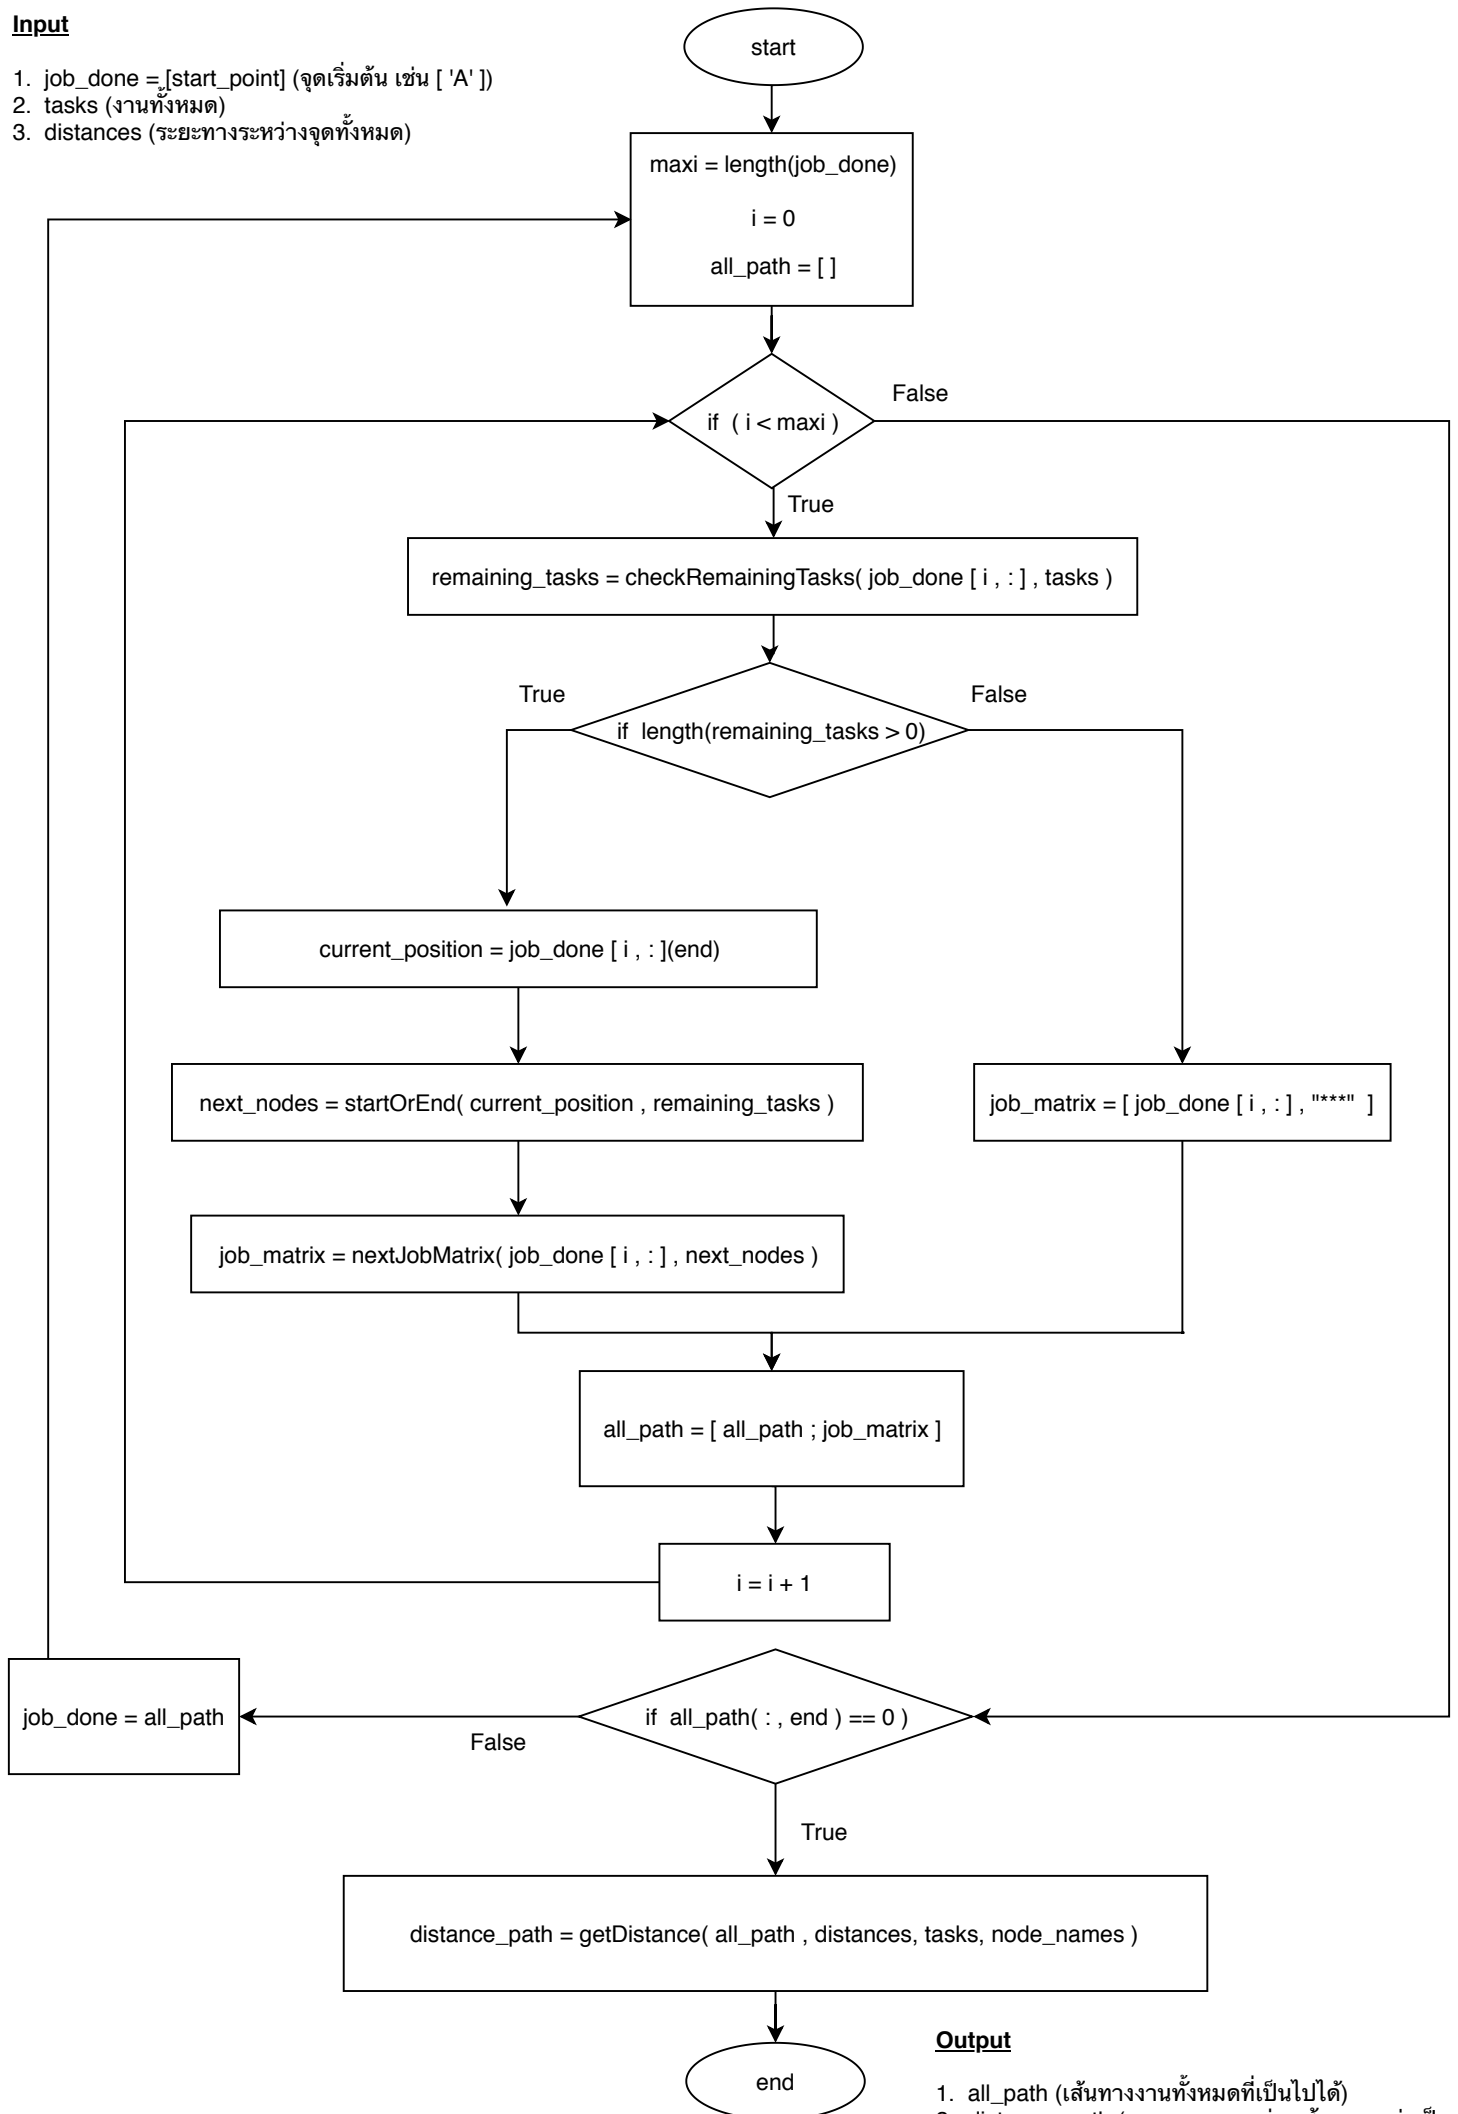 Input
1. job_done = [start_point] (จุดเริ่มต้น เช่น [ 'A' ])
2. tasks (งานทั้งหมด)
3. distances (ระยะทางระหว่างจุดทั้งหมด)
start
maxi = length(job_done)
i = 0
all_path = [ ]
if ( i < maxi )
False
True
remaining_tasks = checkRemainingTasks( job_done [ i , : ] , tasks )
if length(remaining_tasks > 0)
True
False
current_position = job_done [ i , : ](end)
next_nodes = startOrEnd( current_position , remaining_tasks )
job_matrix = [ job_done [ i , : ] , "***" ]
job_matrix = nextJobMatrix( job_done [ i , : ] , next_nodes )
all_path = [ all_path ; job_matrix ]
i = i + 1
if all_path( : , end ) == 0 )
False
job_done = all_path
True
distance_path = getDistance( all_path , distances, tasks, node_names )
end
Output
1. all_path (เส้นทางงานทั้งหมดที่เป็นไปได้)